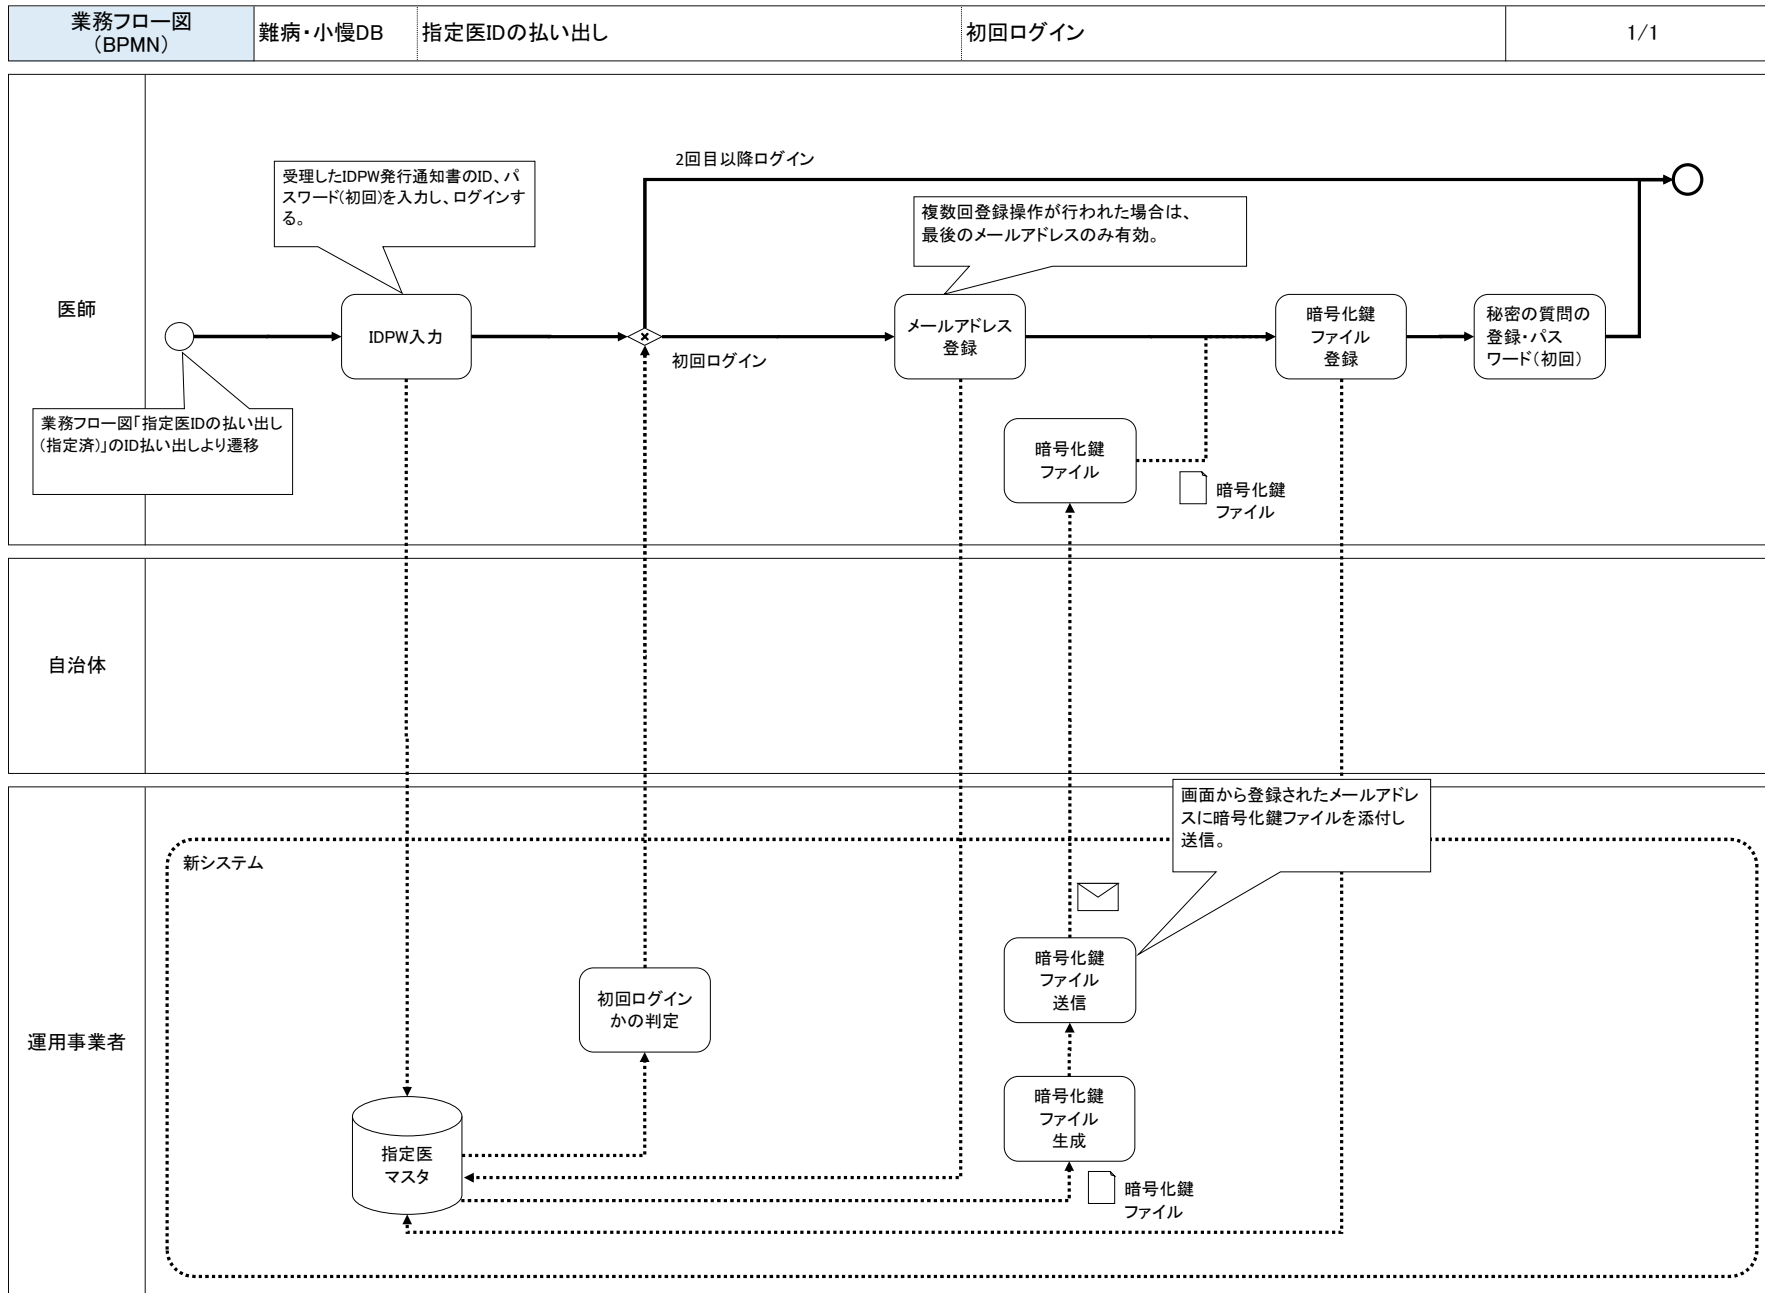 業務フロー図
（BPMN）
難病・小慢DB
指定医IDの払い出し
初回ログイン
1/1
医師
2回目以降ログイン
受理したIDPW発行通知書のID、パ
スワード(初回)を入力し、ログインす
る。
複数回登録操作が行われた場合は、
最後のメールアドレスのみ有効。
IDPW入力
初回ログイン
メールアドレス
登録
暗号化鍵
ファイル
登録
秘密の質問の
登録・パス
ワード（初回）
業務フロー図「指定医IDの払い出し
（指定済）」のID払い出しより遷移
暗号化鍵
ファイル
暗号化鍵
ファイル
自治体
運用事業者
新システム
画面から登録されたメールアドレ
スに暗号化鍵ファイルを添付し
送信。
初回ログイン
かの判定
暗号化鍵
ファイル
送信
暗号化鍵
ファイル
生成
指定医
マスタ
暗号化鍵
ファイル